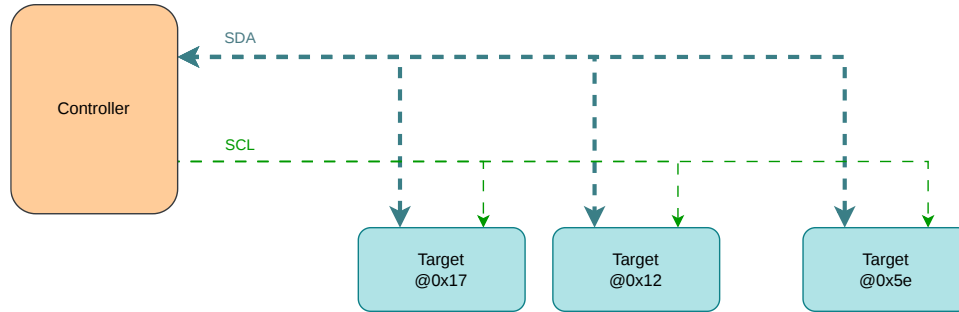 SDA
Controller
SCL
Target
@0x17
Target
@0x12
Target
@0x5e